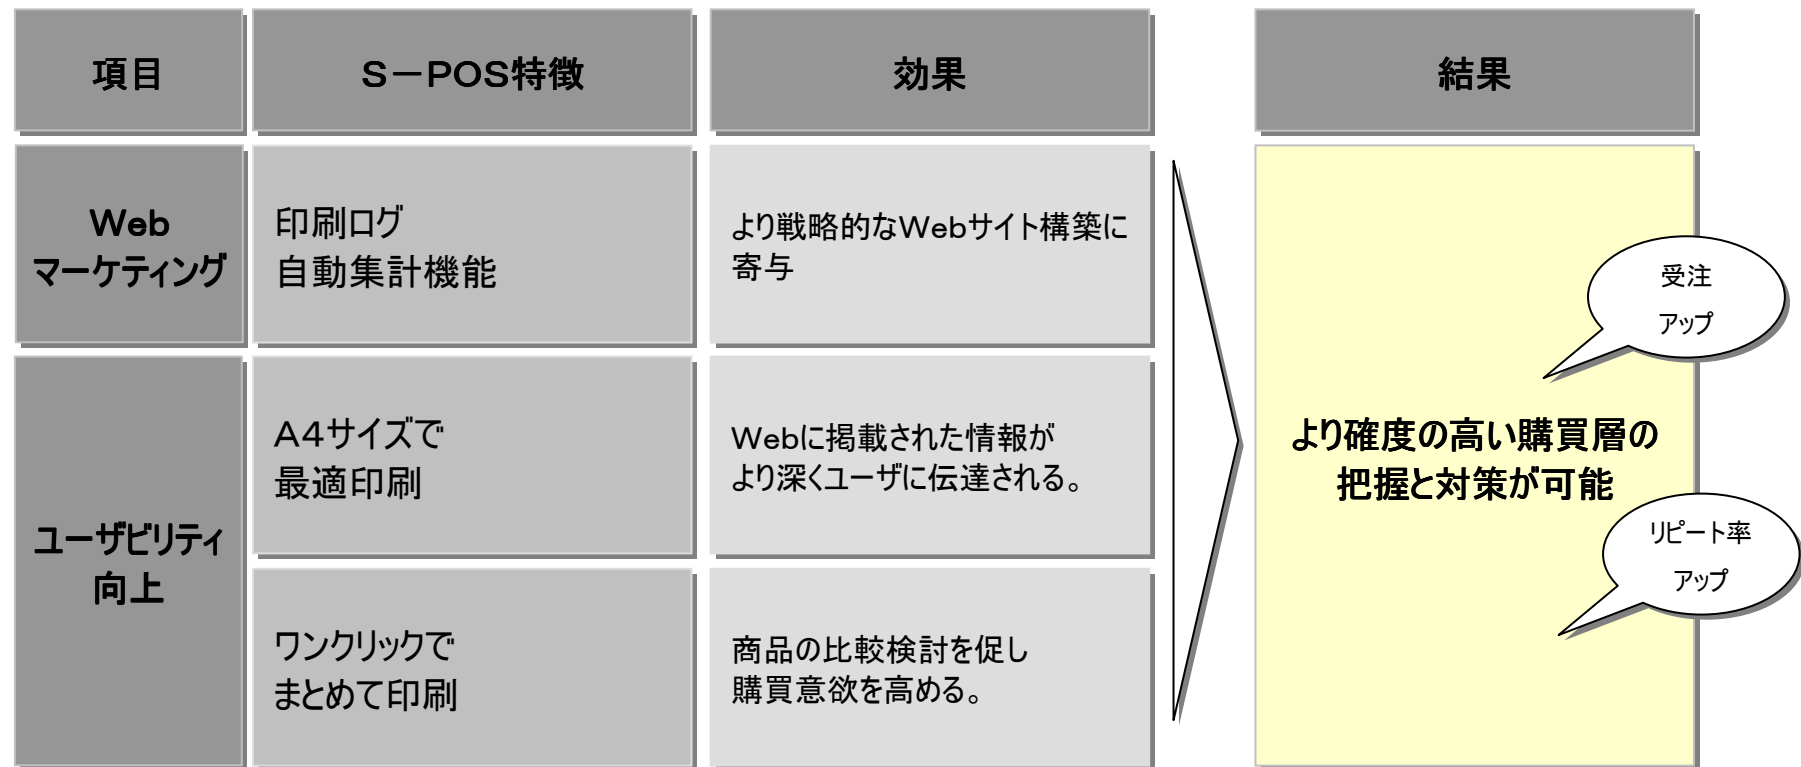 項目
S－POS特徴
効果
結果
Web
マーケティング
印刷ログ
自動集計機能
より戦略的なWebサイト構築に
寄与
ユーザビリティ
向上
A4サイズで
最適印刷
Webに掲載された情報が
より深くユーザに伝達される。
ワンクリックで
まとめて印刷
商品の比較検討を促し
購買意欲を高める。
受注
アップ
より確度の高い購買層の
把握と対策が可能
リピート率
アップ